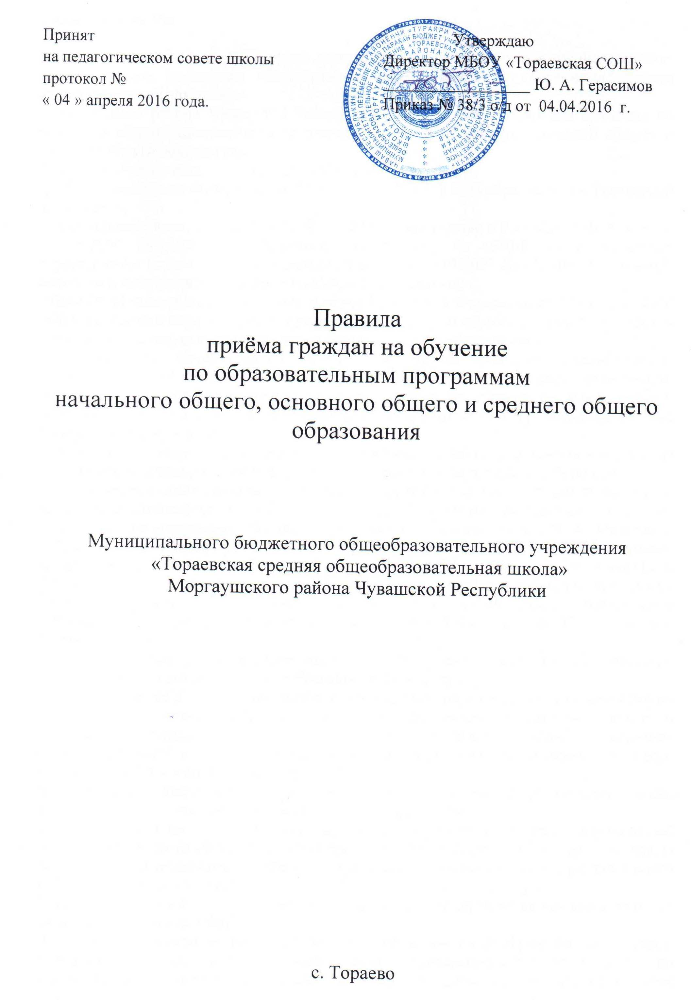 Принят
на педагогическом совете школы
протокол №
« 04 » апреля 2016 года.
Утверждаю
Директор МБОУ «Тораевская СОШ»
__________________ Ю. А. Герасимов
Приказ № 38/3 о/д от 04.04.2016 г.
Правила
приёма граждан на обучение
по образовательным программам
начального общего, основного общего и среднего общего
образования
Муниципального бюджетного общеобразовательного учреждения
«Тораевская средняя общеобразовательная школа»
Моргаушского района Чувашской Республики
с. Тораево